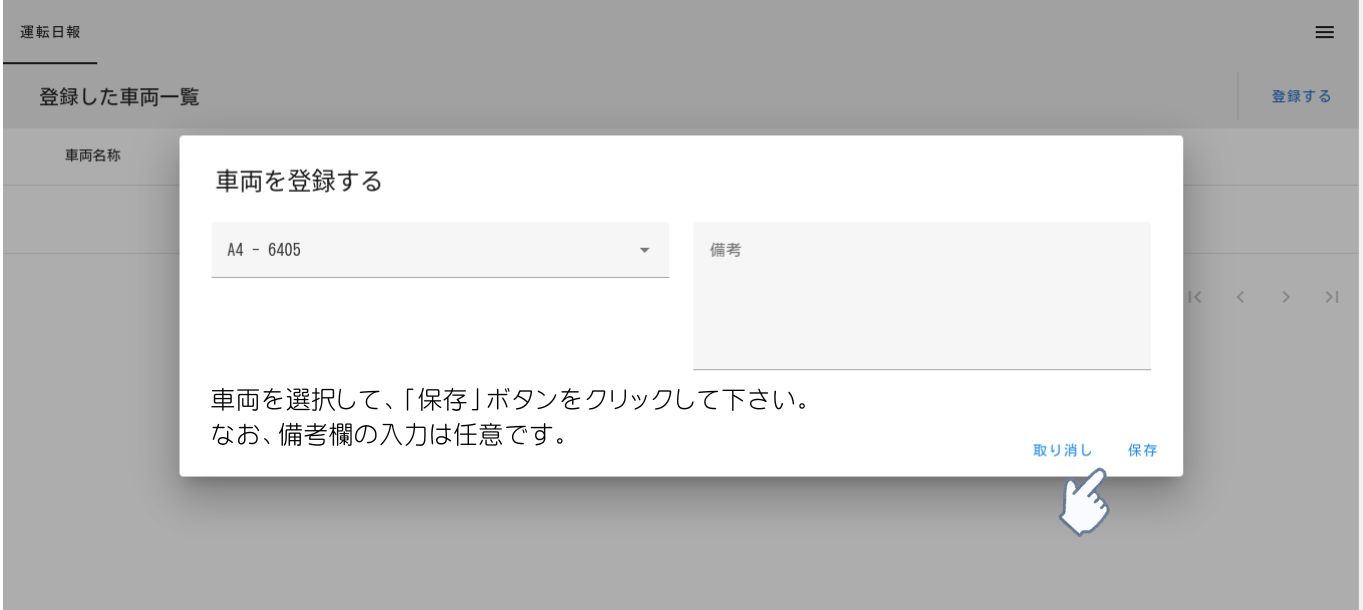 運転日報
登録した車両一覧
登録する
車両名称
車両を登録する
A4 - 6405
備考
車両を選択して、「保存」ボタンをクリックして下さい。
なお、備考欄の入力は任意です。
取り消し
保存